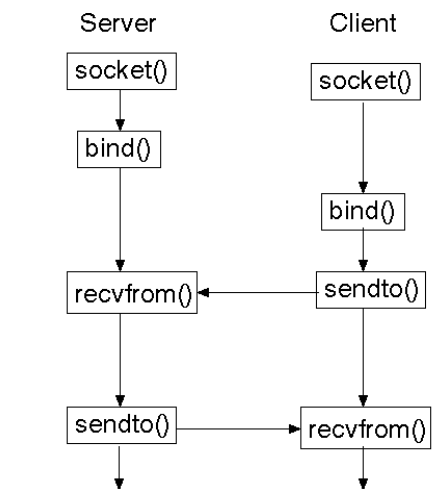 Server
Client
socket()
socket()
bind()
bind()
recvfrom()
sendto()
sendto()
recvfrom()